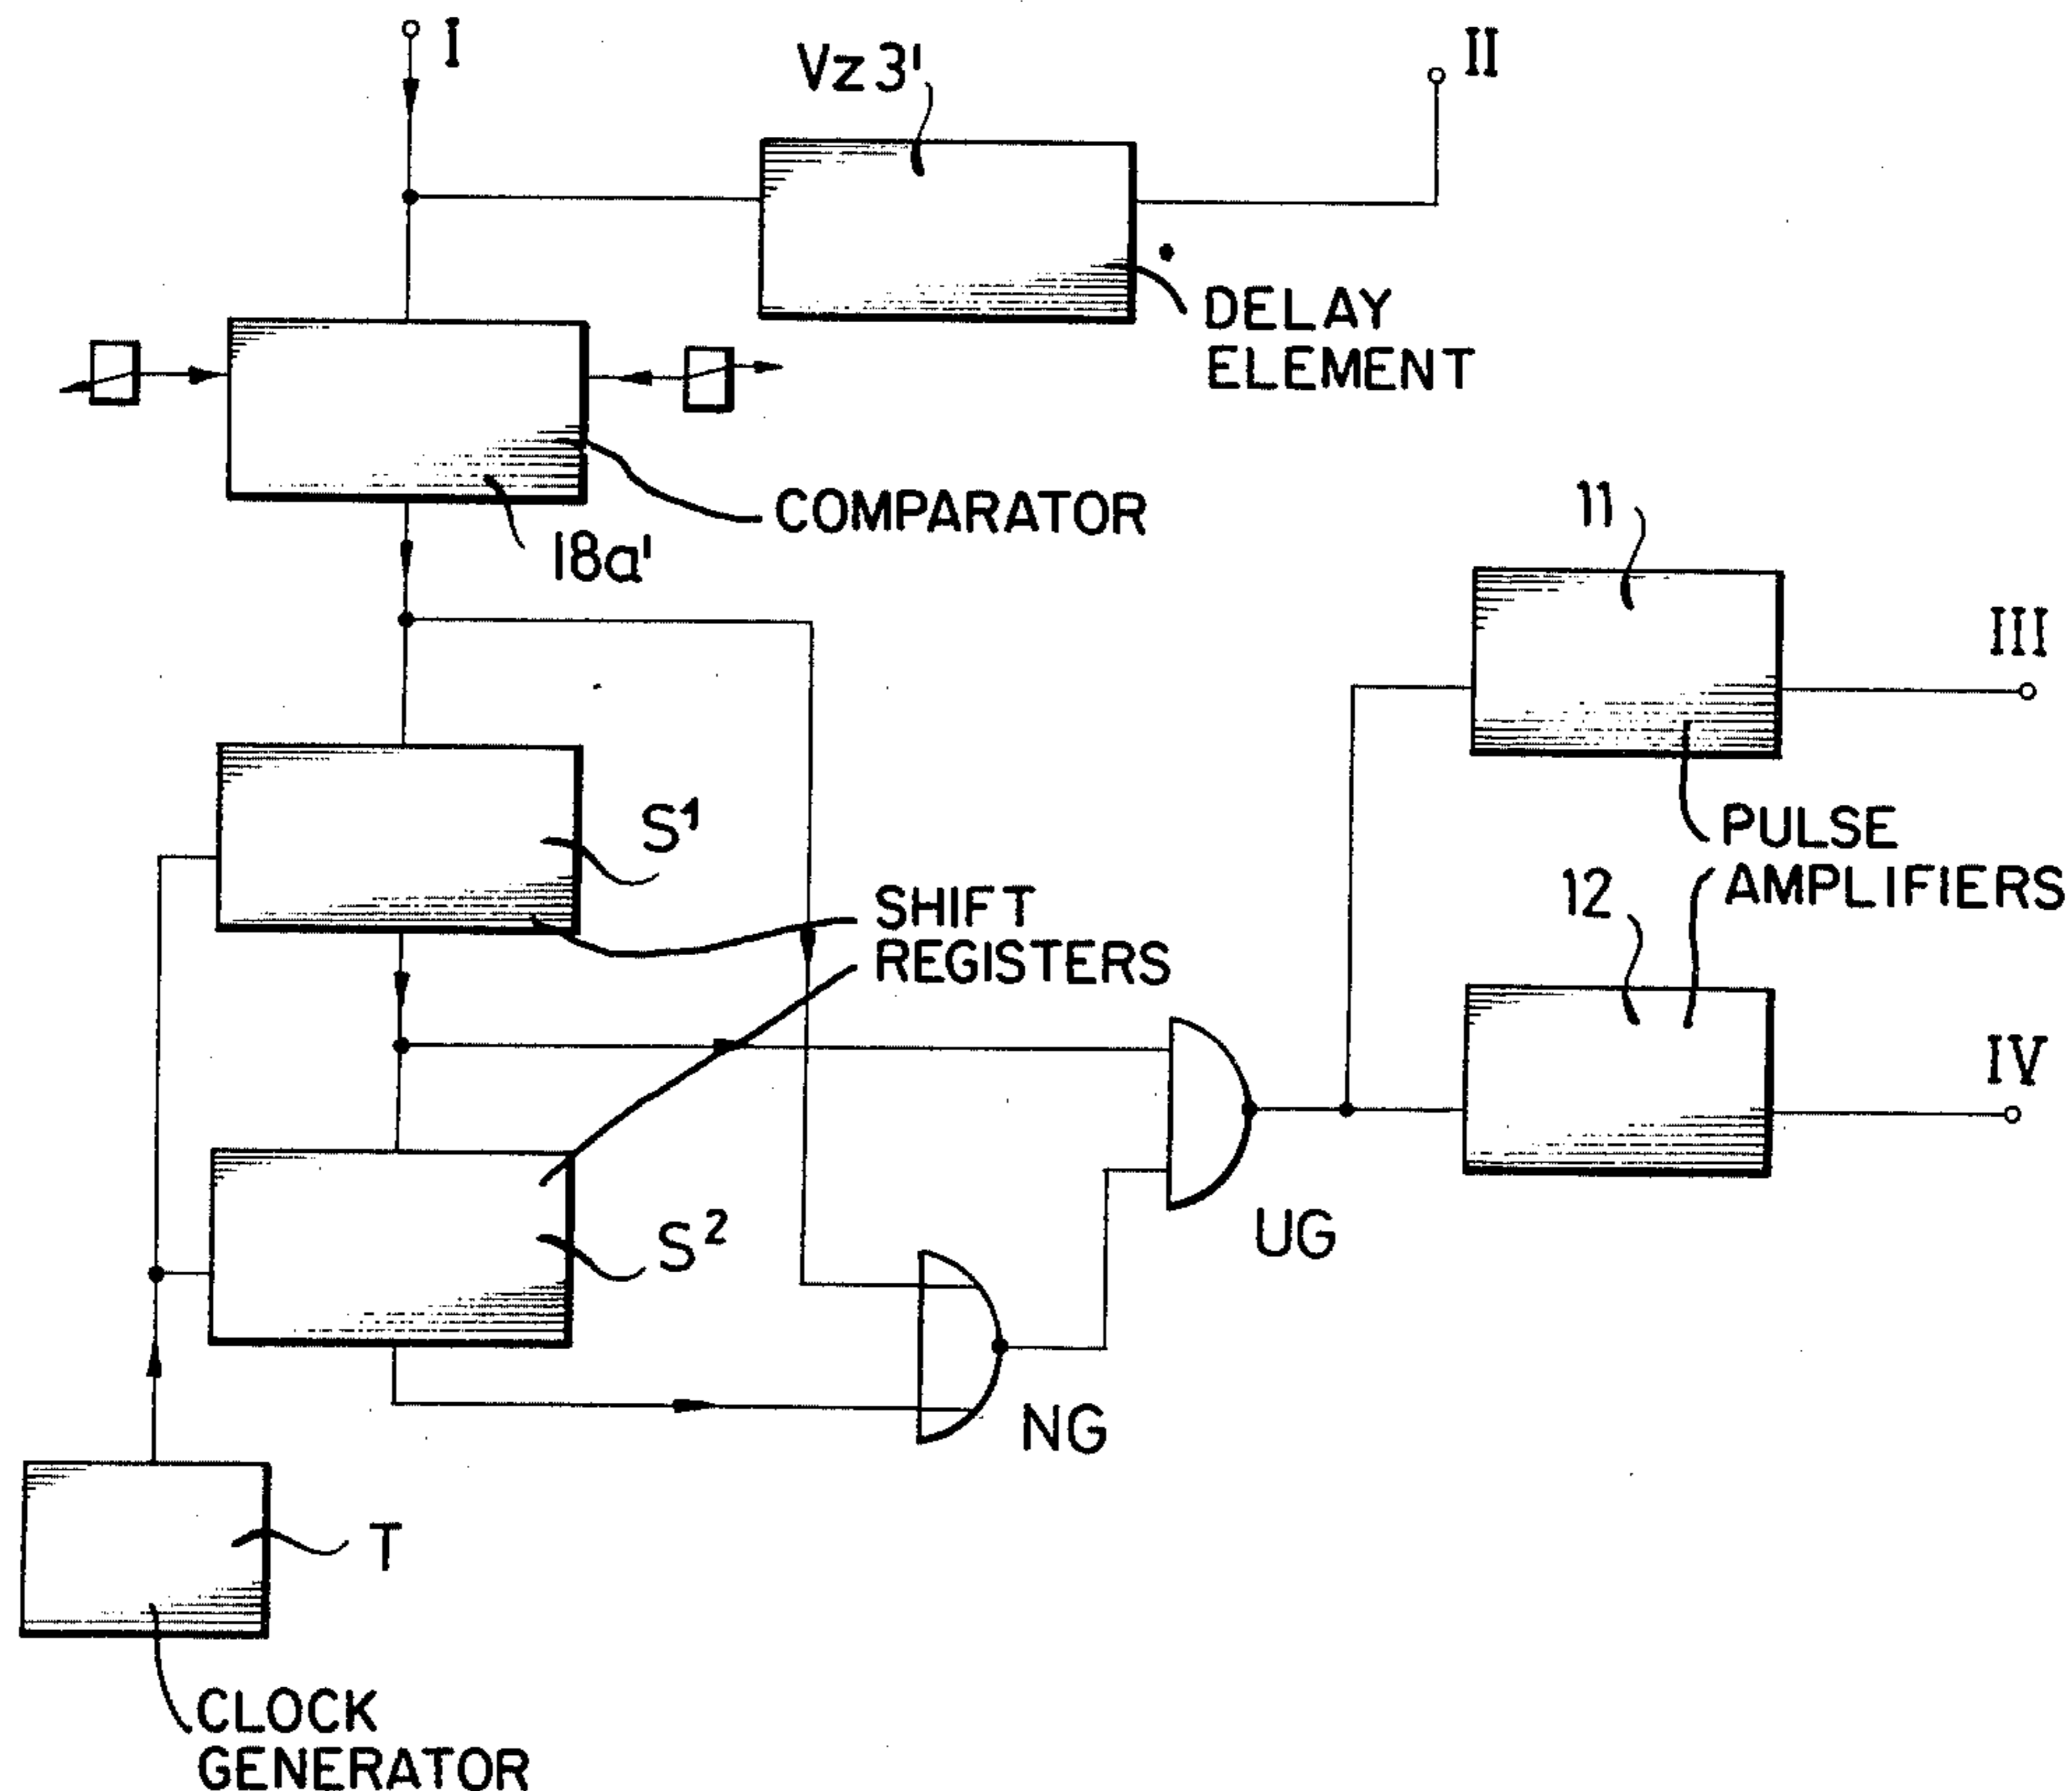 I
Vz 3'
II
DELAY
ELEMENT
COMPARATOR
18a'
11
III
PULSE
AMPLIFIERS
S1
12
SHIFT
REGISTERS
IV
S2
UG
NG
T
CLOCK
GENERATOR